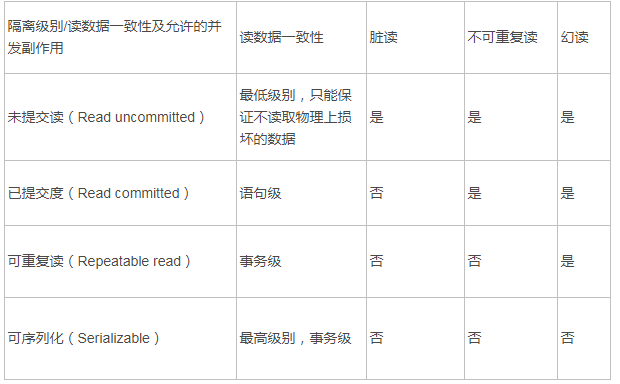 隔离级别/读数据一致性及允许的并
发副作用
读数据一致性
脏读
不可重复读
幻读
未提交读（Read uncommitted）
最低级别，只能保
证不读取物理上损
坏的数据
是
是
是
已提交度（Read committed）
语句级
否
是
是
可重复读（Repeatable read）
事务级
否
否
是
可序列化（Serializable）
最高级别，事务级
否
否
否